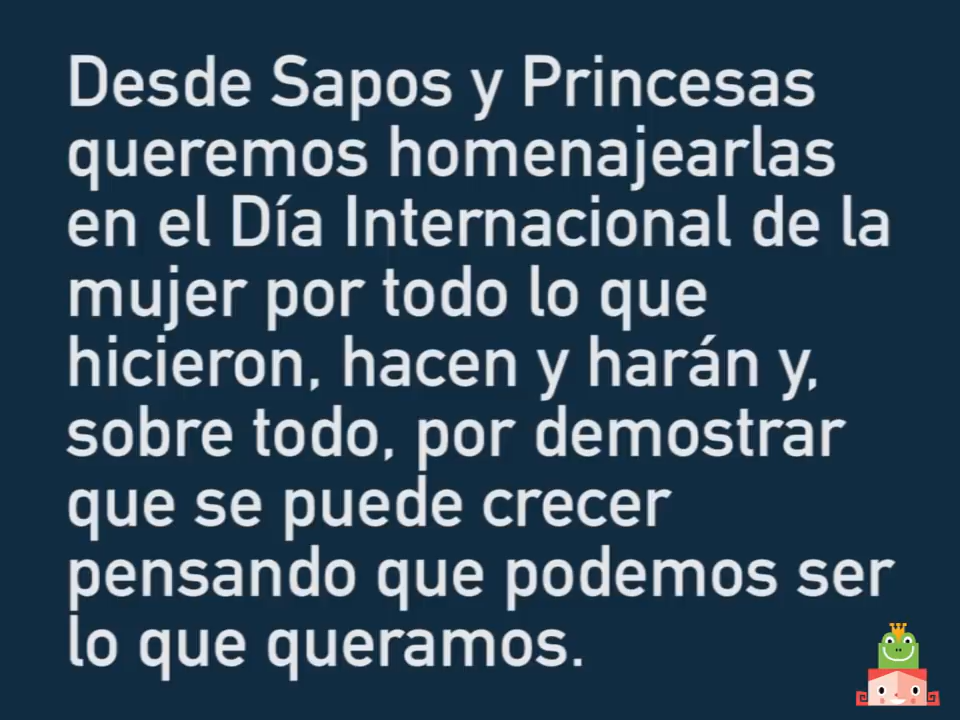 Desde Sapos y Princesas
queremos homenajearlas
en el Día Internacional de la
mujer por todo lo que
hicieron, hacen y harán y,
sobre todo, por demostrar
que se puede crecer
pensando que podemos ser
lo que queramos.